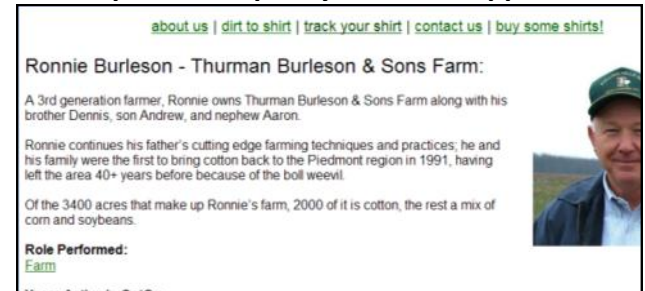 about us | dirt to shirt | track your shirt | contact us | buy some shirts!
Ronnie Burleson - Thurman Burleson & Sons Farm:
A 3rd generation farmer, Ronnie owns Thurman Burleson & Sons Farm along with his
brother Dennis, son Andrew, and nephew Aaron.
Ronnie continues his father's cutting edge farming techniques and practices; he and
his family were the first to bring cotton back to the Piedmont region in 1991, having
left the area 40+ years before because of the boll weevil.
Of the 3400 acres that make up Ronnie's farm, 2000 of it is cotton, the rest a mix of
corn and soybeans.
Role Performed:
Farm